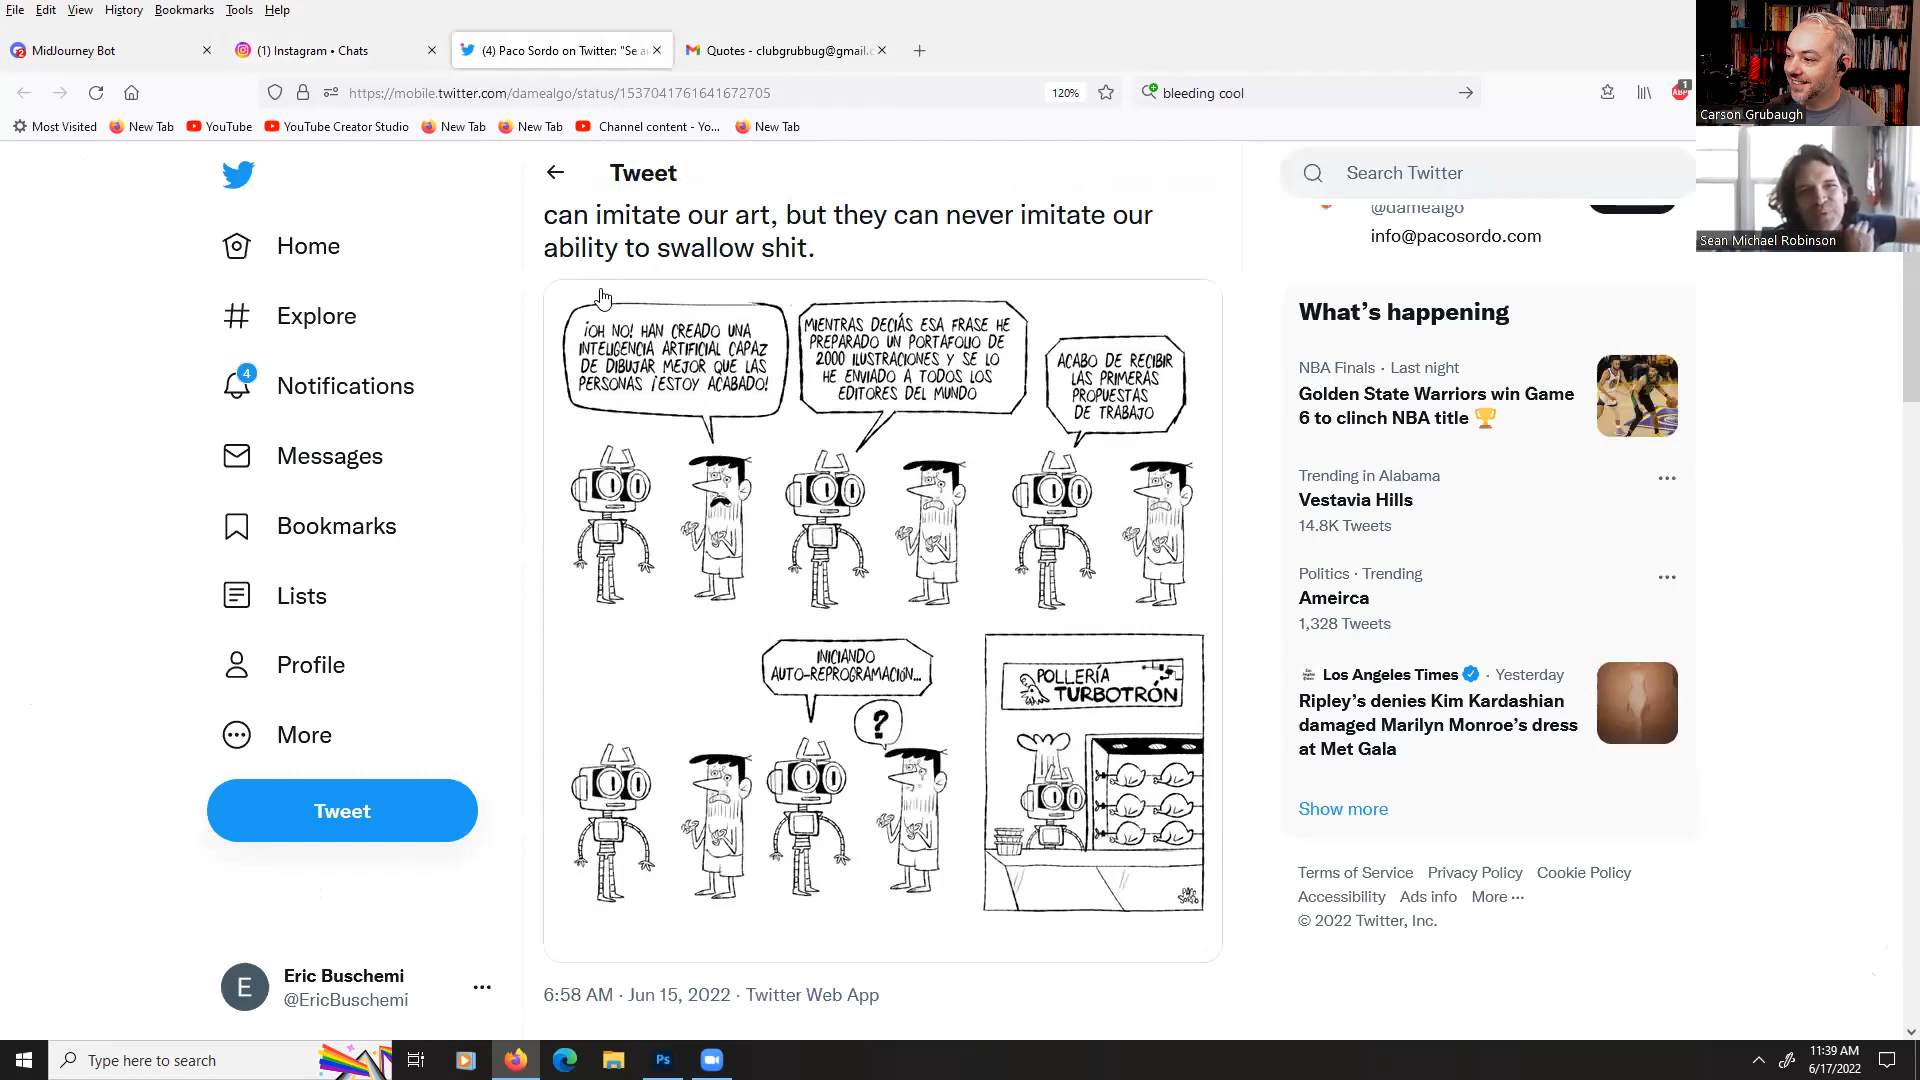 File Edit View History Bookmarks Tools Help
MidJourney Bot
(1) Instagram • Chats
(4) Paco Sordo on Twitter: "Se a
Quotes - clubgrubbug@gmail.c
https://mobile.twitter.com/damealgo/status/1537041761641672705
120%
bleeding cool
1
ABP
Most Visited
New Tab
YouTube
YouTube Creator Studio
New Tab
New Tab
Channel content - Yo...
New Tab
Carson Grubaugh
Sean Michael Robinson
Home
Explore
4
Notifications
Messages
Bookmarks
Lists
Profile
More
Tweet
E
Eric Buschemi
@EricBuschemi
Tweet
can imitate our art, but they can never imitate our
ability to swallow shit.
¡OH NO! HAN CREADO UNA
INTELIGENCIA ARTIFICIAL CAPAZ
DE DIBUJAR MEJOR QUE LAS
PERSONAS ¡ESTOY ACABADO!
MIENTRAS DECÍAS ESA FRASE HE
PREPARADO UN PORTAFOLIO DE
2000 ILUSTRACIONES Y SE LO
HE ENVIADO A TODOS LOS
EDITORES DEL MUNDO
ACABO DE RECIBIR
LAS PRIMERAS
PROPUESTAS
DE TRABAJO
INICIANDO
AUTO-REPROGRAMACIÓN...
?
POLLERÍA
TURBOTRÓN
PACO
SORDO
6:58 AM · Jun 15, 2022 · Twitter Web App
Search Twitter
@damealgo
info@pacosordo.com
What's happening
NBA Finals · Last night
Golden State Warriors win Game
6 to clinch NBA title
Trending in Alabama
Vestavia Hills
14.8K Tweets
Politics · Trending
Ameirca
1,328 Tweets
Los Angeles Times · Yesterday
Ripley's denies Kim Kardashian
damaged Marilyn Monroe's dress
at Met Gala
Show more
Terms of Service Privacy Policy Cookie Policy
Accessibility Ads info More ···
© 2022 Twitter, Inc.
Type here to search
Ps
11:39 AM
6/17/2022